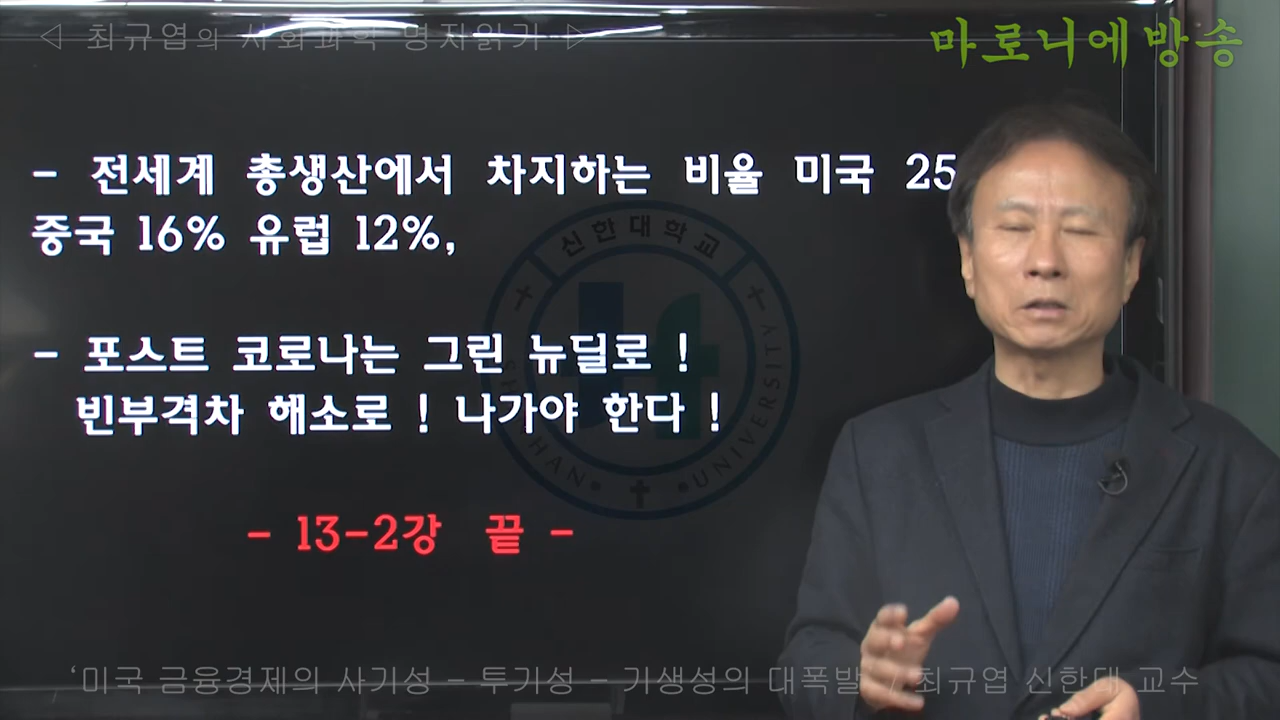 ◁ 최규엽의 사회과학 명저읽기 ▷
마로니에방송
- 전세계 총생산에서 차지하는 비율 미국 25
중국 16% 유럽 12%,
신한대학교
SHINHAN UNIVERSITY
- 포스트 코로나는 그린 뉴딜로 !
빈부격차 해소로 ! 나가야 한다 !
- 13-2강 끝 -
‘미국 금융경제의 사기성 - 투기성 - 기생성의 대폭발’ / 최규엽 신한대 교수